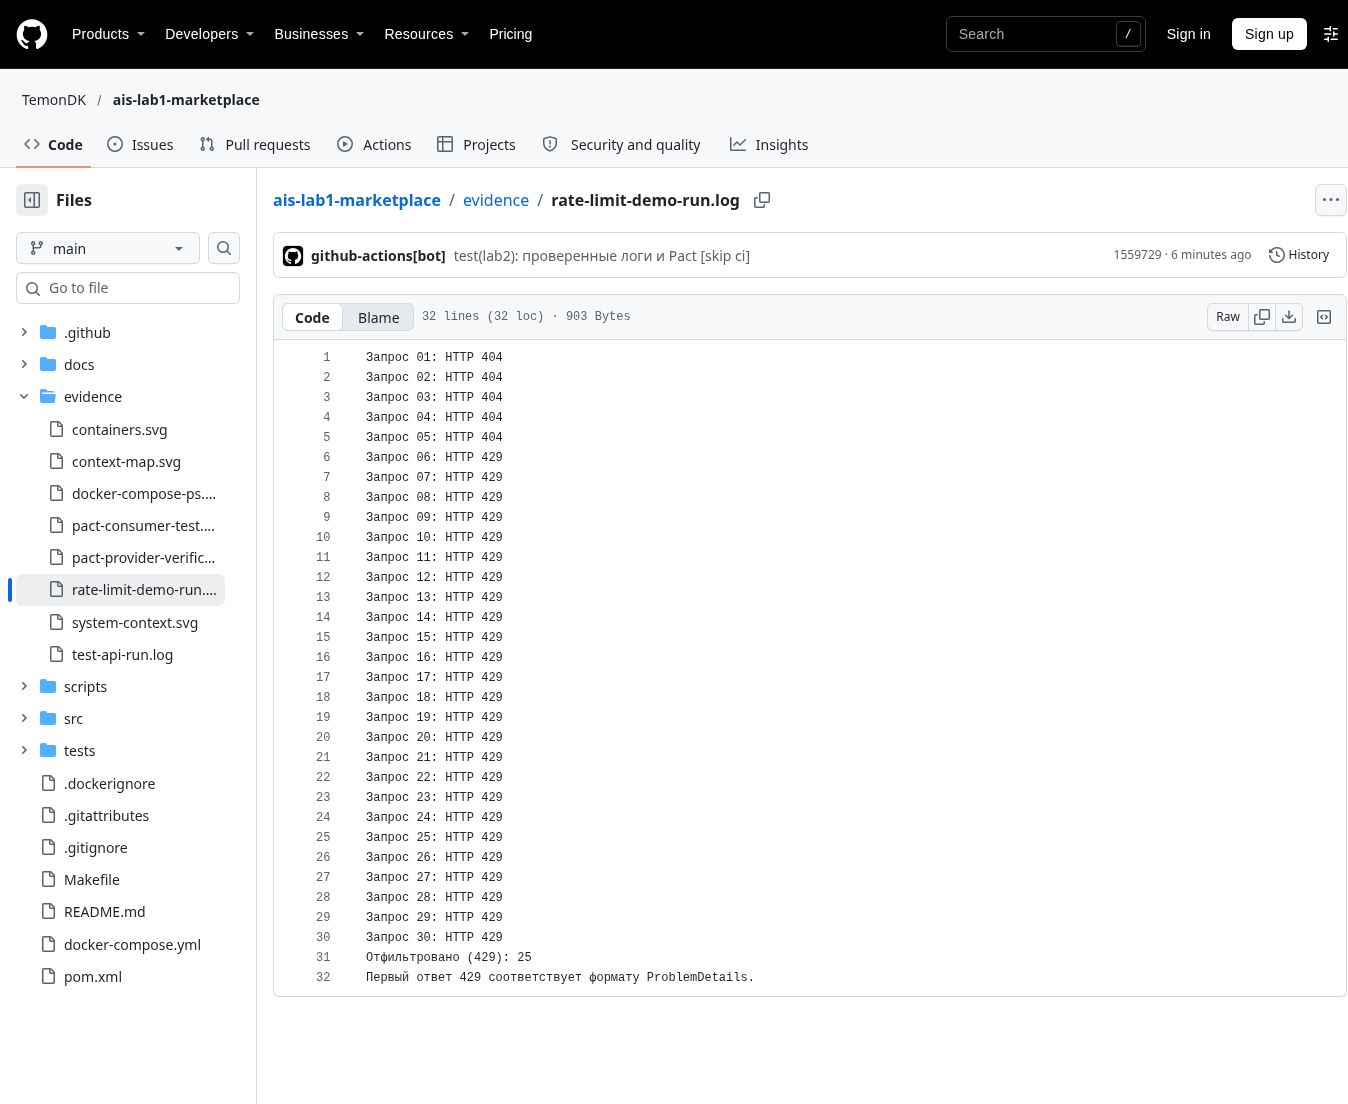 Products Developers Businesses Resources Pricing Search / Sign in Sign up
TemonDK / ais-lab1-marketplace
Code Issues Pull requests Actions Projects Security and quality Insights
Files
main
Go to file
.github
docs
evidence
containers.svg
context-map.svg
docker-compose-ps....
pact-consumer-test....
pact-provider-verific...
rate-limit-demo-run....
system-context.svg
test-api-run.log
scripts
src
tests
.dockerignore
.gitattributes
.gitignore
Makefile
README.md
docker-compose.yml
pom.xml
ais-lab1-marketplace / evidence / rate-limit-demo-run.log
github-actions[bot] test(lab2): проверенные логи и Pact [skip ci] 1559729 · 6 minutes ago History
Code Blame 32 lines (32 loc) · 903 Bytes Raw
1 Запрос 01: HTTP 404
2 Запрос 02: HTTP 404
3 Запрос 03: HTTP 404
4 Запрос 04: HTTP 404
5 Запрос 05: HTTP 404
6 Запрос 06: HTTP 429
7 Запрос 07: HTTP 429
8 Запрос 08: HTTP 429
9 Запрос 09: HTTP 429
10 Запрос 10: HTTP 429
11 Запрос 11: HTTP 429
12 Запрос 12: HTTP 429
13 Запрос 13: HTTP 429
14 Запрос 14: HTTP 429
15 Запрос 15: HTTP 429
16 Запрос 16: HTTP 429
17 Запрос 17: HTTP 429
18 Запрос 18: HTTP 429
19 Запрос 19: HTTP 429
20 Запрос 20: HTTP 429
21 Запрос 21: HTTP 429
22 Запрос 22: HTTP 429
23 Запрос 23: HTTP 429
24 Запрос 24: HTTP 429
25 Запрос 25: HTTP 429
26 Запрос 26: HTTP 429
27 Запрос 27: HTTP 429
28 Запрос 28: HTTP 429
29 Запрос 29: HTTP 429
30 Запрос 30: HTTP 429
31 Отфильтровано (429): 25
32 Первый ответ 429 соответствует формату ProblemDetails.